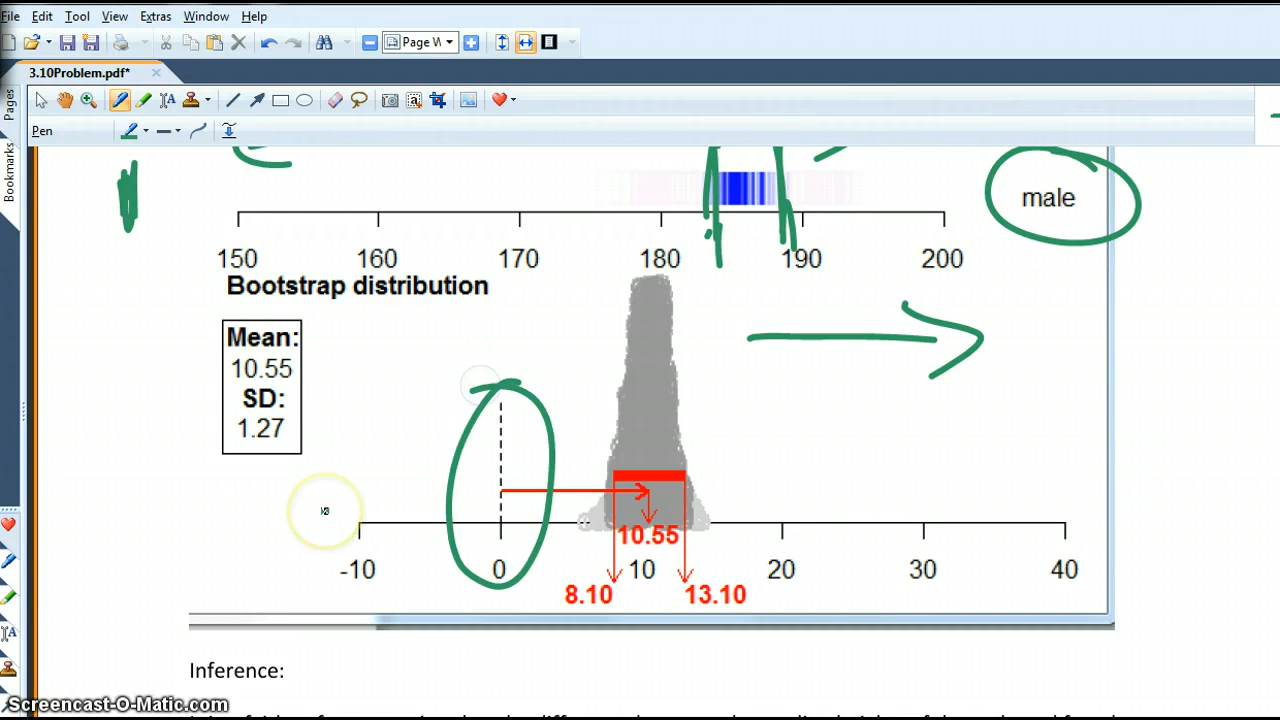 File Edit Tool View Extras Window Help
Page W
3.10Problem.pdf*
Pages
Bookmarks
Pen
male
150 160 170 180 190 200
Bootstrap distribution
Mean:
10.55
SD:
1.27
10.55
-10 0 10 20 30 40
8.10 13.10
Inference:
Screencast-O-Matic.com